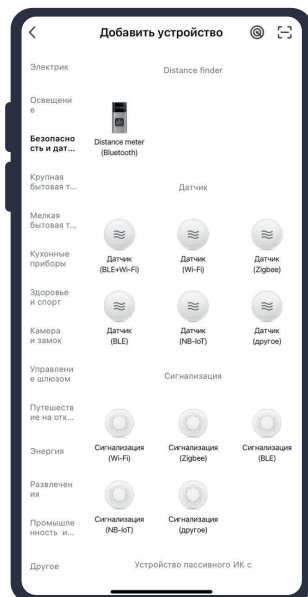 Добавить устройство
Электрик
Освещени
е
Безопасно
сть и дат...
Крупная
бытовая т...
Мелкая
бытовая т...
Кухонные
приборы
Здоровье
и спорт
Камера
и замок
Управлени
е шлюзом
Путешеств
ие на отк...
Энергия
Развлечен
ия
Промышле
нность и...
Другое
Distance finder
Distance meter
(Bluetooth)
Датчик
Датчик
(BLE+Wi-Fi)
Датчик
(Wi-Fi)
Датчик
(Zigbee)
Датчик
(BLE)
Датчик
(NB-IoT)
Датчик
(другое)
Сигнализация
Сигнализация
(Wi-Fi)
Сигнализация
(Zigbee)
Сигнализация
(BLE)
Сигнализация
(NB-IoT)
Сигнализация
(другое)
Устройство пассивного ИК с